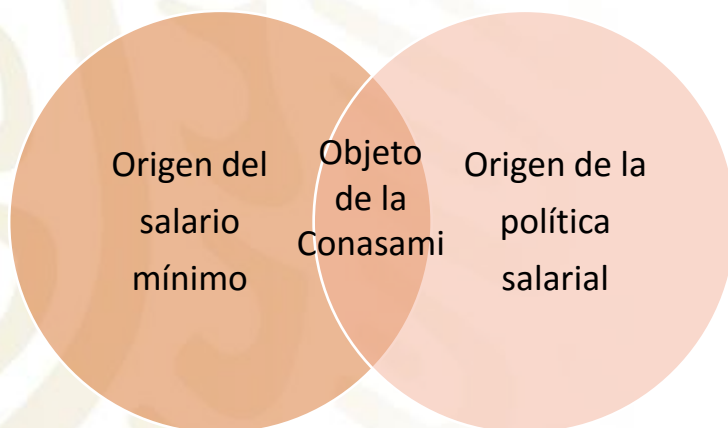 Origen del
salario
mínimo
Objeto
de la
Conasami
Origen de la
política
salarial